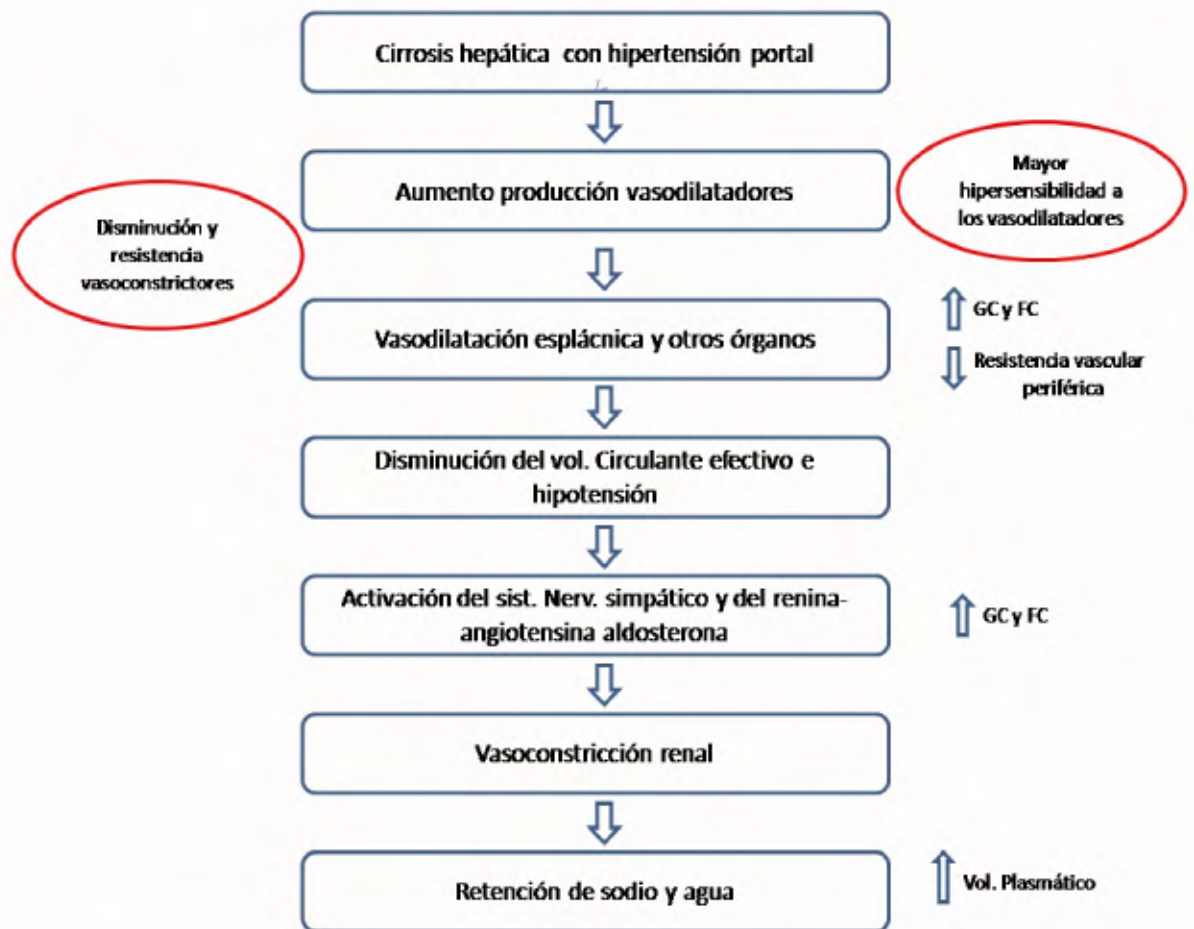 Cirrosis hepática con hipertensión portal
Aumento producción vasodilatadores
Mayor
hipersensibilidad a
los vasodilatadores
Disminución y
resistencia
vasoconstrictores
Vasodilatación esplácnica y otros órganos
GC y FC
Resistencia vascular
periférica
Disminución del vol. Circulante efectivo e
hipotensión
Activación del sist. Nerv. simpático y del renina-
angiotensina aldosterona
GC y FC
Vasoconstricción renal
Retención de sodio y agua
Vol. Plasmático